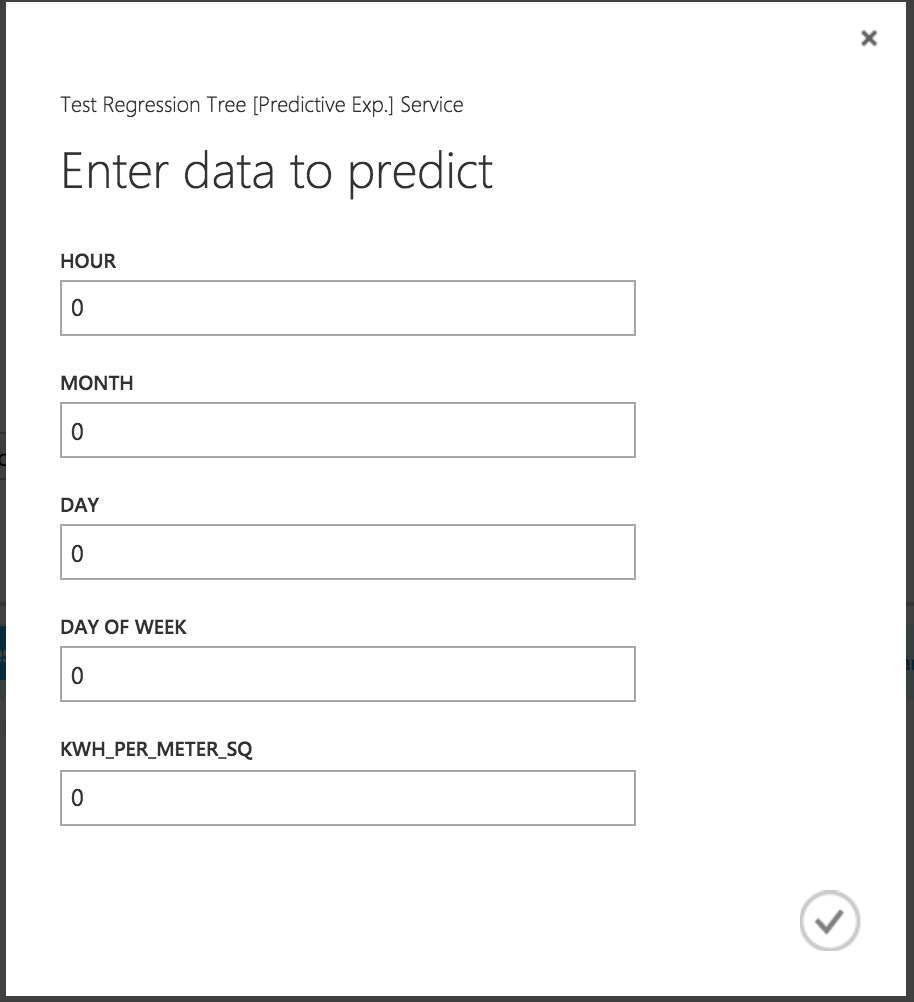 Test Regression Tree [Predictive Exp.] Service
Enter data to predict
HOUR
0
MONTH
0
DAY
0
DAY OF WEEK
0
KWH_PER_METER_SQ
0